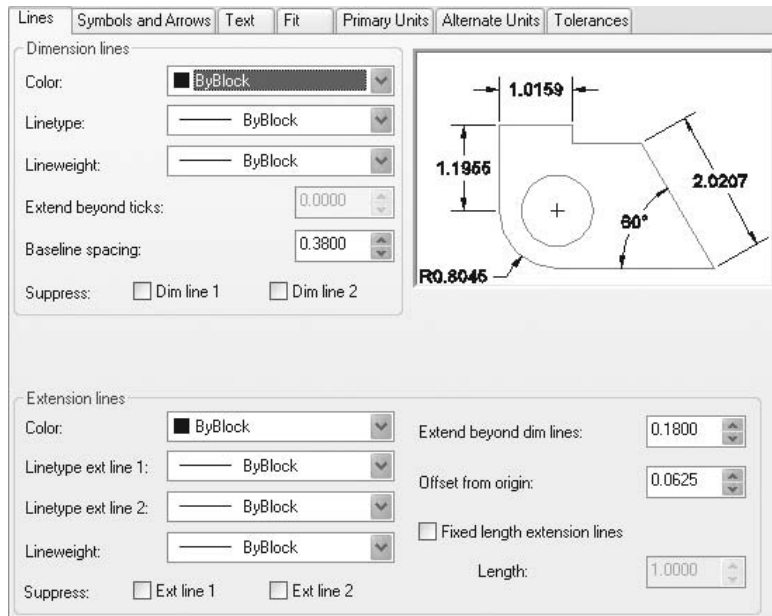 Lines Symbols and Arrows Text Fit Primary Units Alternate Units Tolerances
Dimension lines
Color: ByBlock
Linetype: ByBlock
Lineweight: ByBlock
Extend beyond ticks: 0.0000
Baseline spacing: 0.3800
Suppress: Dim line 1 Dim line 2
1.0159
1.1955
2.0207
60°
R0.8045
Extension lines
Color: ByBlock
Linetype ext line 1: ByBlock
Linetype ext line 2: ByBlock
Lineweight: ByBlock
Suppress: Ext line 1 Ext line 2
Extend beyond dim lines: 0.1800
Offset from origin: 0.0625
Fixed length extension lines
Length: 1.0000